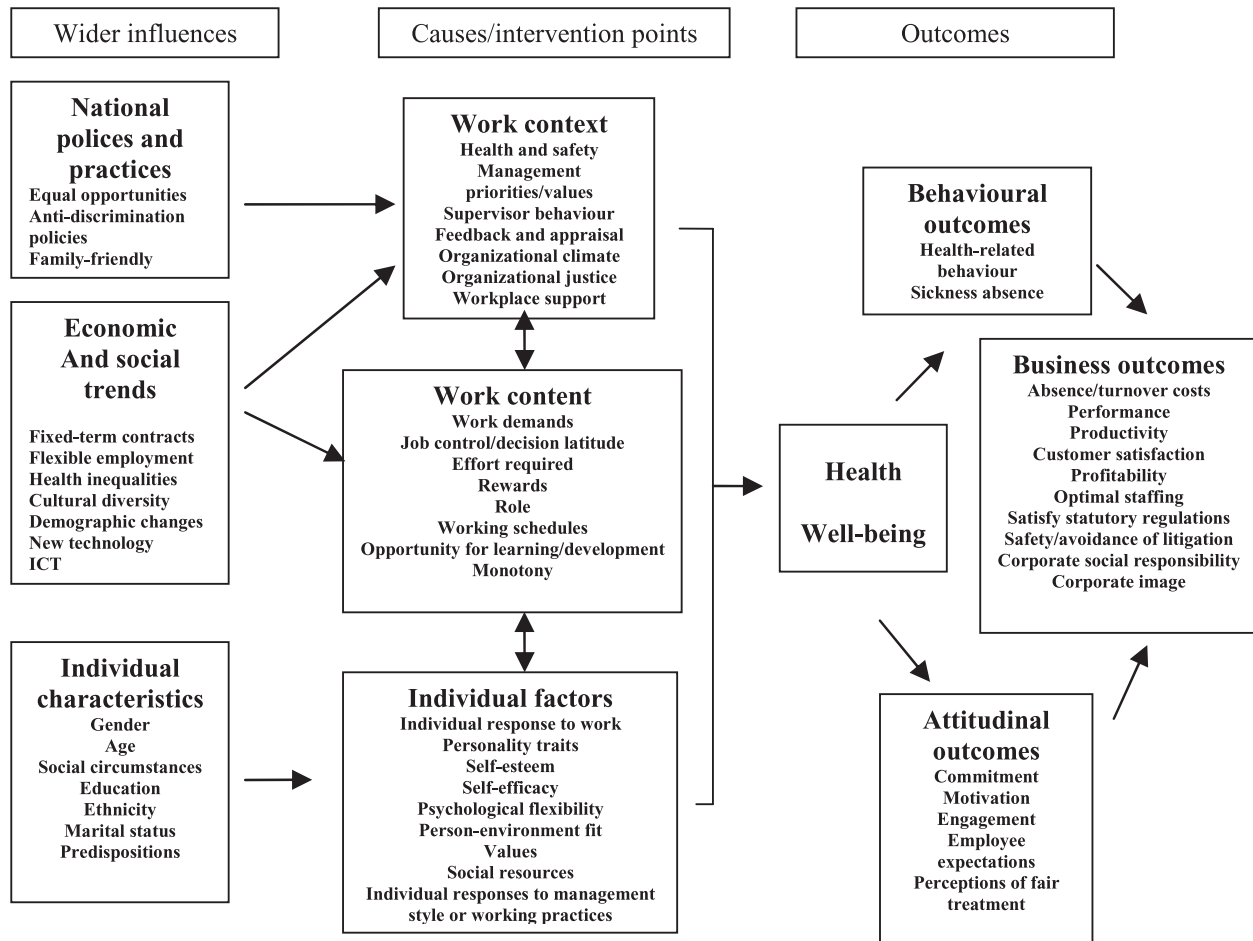 Wider influences
Causes/intervention points
Outcomes
National
polices and
practices
Equal opportunities
Anti-discrimination
policies
Family-friendly
Economic
And social
trends
Fixed-term contracts
Flexible employment
Health inequalities
Cultural diversity
Demographic changes
New technology
ICT
Individual
characteristics
Gender
Age
Social circumstances
Education
Ethnicity
Marital status
Predispositions
Work context
Health and safety
Management
priorities/values
Supervisor behaviour
Feedback and appraisal
Organizational climate
Organizational justice
Workplace support
Work content
Work demands
Job control/decision latitude
Effort required
Rewards
Role
Working schedules
Opportunity for learning/development
Monotony
Individual factors
Individual response to work
Personality traits
Self-esteem
Self-efficacy
Psychological flexibility
Person-environment fit
Values
Social resources
Individual responses to management
style or working practices
Health
Well-being
Behavioural
outcomes
Health-related
behaviour
Sickness absence
Business outcomes
Absence/turnover costs
Performance
Productivity
Customer satisfaction
Profitability
Optimal staffing
Satisfy statutory regulations
Safety/avoidance of litigation
Corporate social responsibility
Corporate image
Attitudinal
outcomes
Commitment
Motivation
Engagement
Employee
expectations
Perceptions of fair
treatment